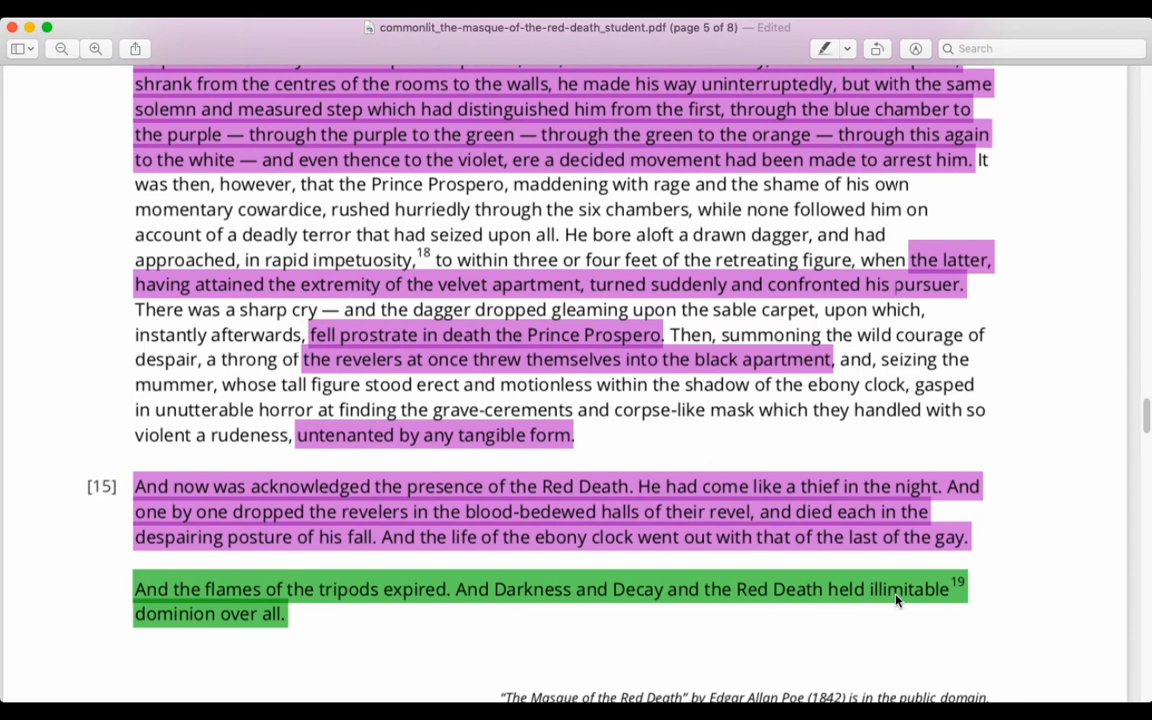 commonlit_the-masque-of-the-red-death_student.pdf (page 5 of 8) — Edited
Search
shrank from the centres of the rooms to the walls, he made his way uninterruptedly, but with the same
solemn and measured step which had distinguished him from the first, through the blue chamber to
the purple — through the purple to the green — through the green to the orange — through this again
to the white — and even thence to the violet, ere a decided movement had been made to arrest him. It
was then, however, that the Prince Prospero, maddening with rage and the shame of his own
momentary cowardice, rushed hurriedly through the six chambers, while none followed him on
account of a deadly terror that had seized upon all. He bore aloft a drawn dagger, and had
approached, in rapid impetuosity,18 to within three or four feet of the retreating figure, when the latter,
having attained the extremity of the velvet apartment, turned suddenly and confronted his pursuer.
There was a sharp cry — and the dagger dropped gleaming upon the sable carpet, upon which,
instantly afterwards, fell prostrate in death the Prince Prospero. Then, summoning the wild courage of
despair, a throng of the revelers at once threw themselves into the black apartment, and, seizing the
mummer, whose tall figure stood erect and motionless within the shadow of the ebony clock, gasped
in unutterable horror at finding the grave-cerements and corpse-like mask which they handled with so
violent a rudeness, untenanted by any tangible form.
[15] And now was acknowledged the presence of the Red Death. He had come like a thief in the night. And
one by one dropped the revelers in the blood-bedewed halls of their revel, and died each in the
despairing posture of his fall. And the life of the ebony clock went out with that of the last of the gay.
And the flames of the tripods expired. And Darkness and Decay and the Red Death held illimitable19
dominion over all.
"The Masque of the Red Death" by Edgar Allan Poe (1842) is in the public domain.